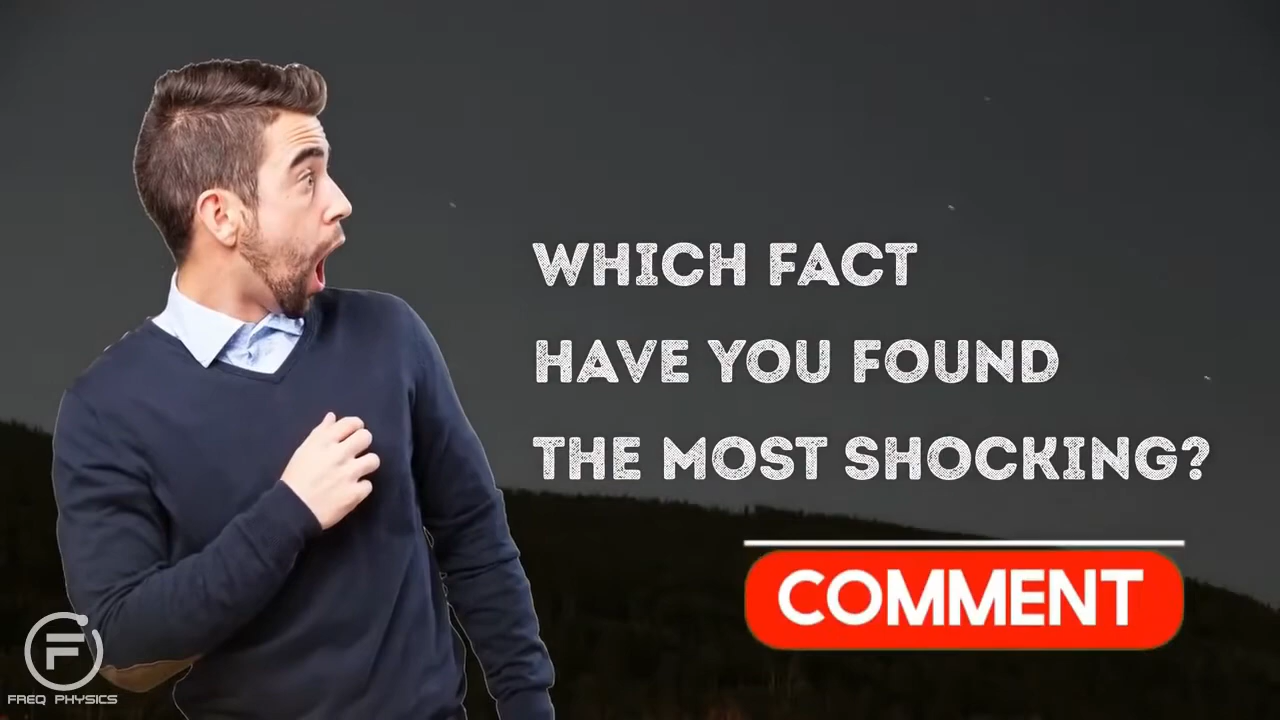 WHICH FACT
HAVE YOU FOUND
THE MOST SHOCKING?
COMMENT
F
FREQ PHYSICS